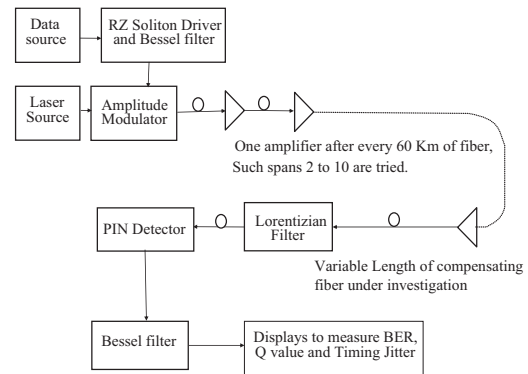 Data
source
RZ Soliton Driver
and Bessel filter
Laser
Source
Amplitude
Modulator
One amplifier after every 60 Km of fiber,
Such spans 2 to 10 are tried.
PIN Detector
Lorentizian
Filter
Variable Length of compensating
fiber under investigation
Bessel filter
Displays to measure BER,
Q value and Timing Jitter